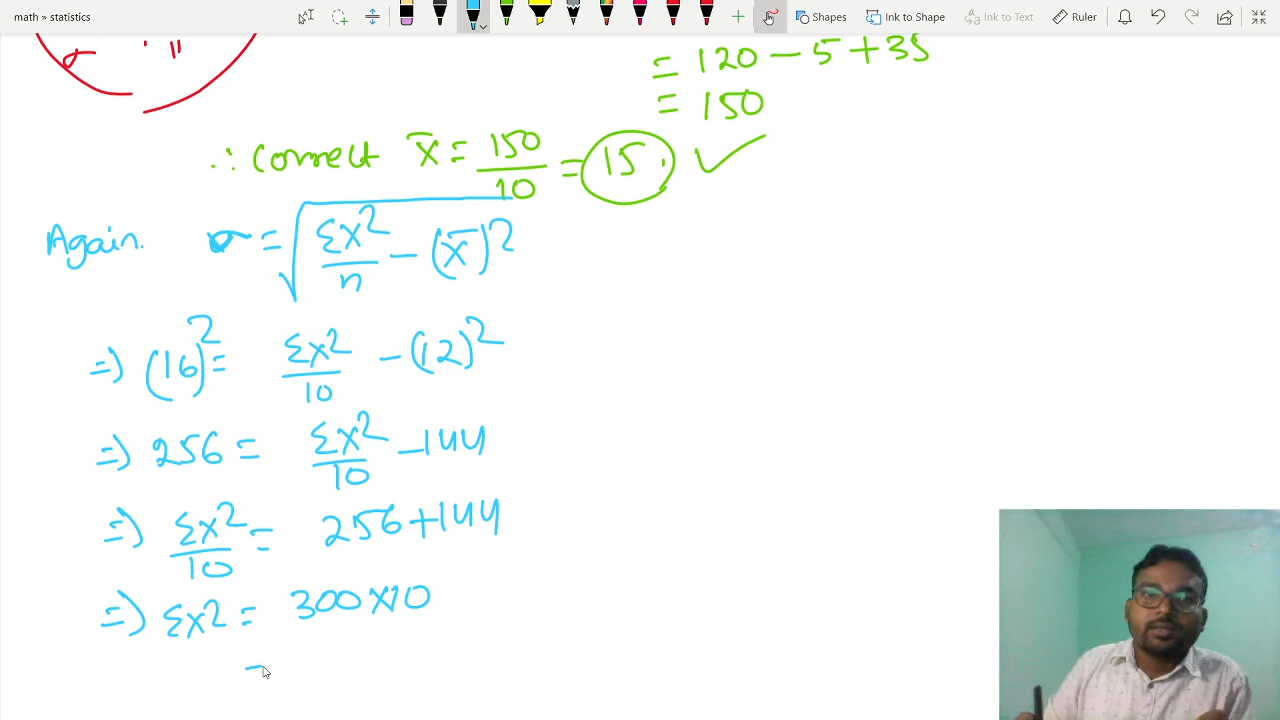 math » statistics
Shapes
Ink to Shape
Ink to Text
Ruler
= 120 - 5 + 35
= 150
∴ Correct x̄ = 150/10 = 15.
Again. σ = √(Σx²/n - (x̄)²)
⇒ (16)² = Σx²/10 - (12)²
⇒ 256 = Σx²/10 - 144
⇒ Σx²/10 = 256 + 144
⇒ Σx² = 300 × 10